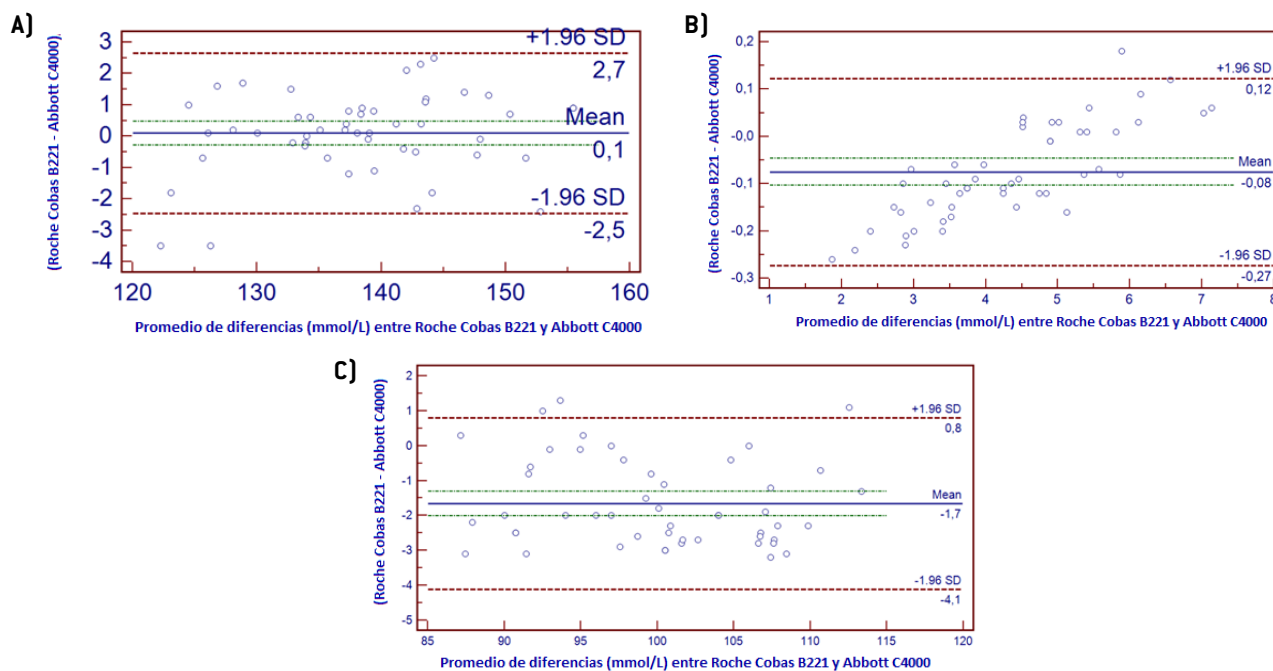 A)
(Roche Cobas B221 - Abbott C4000)
3
2
1
0
-1
-2
-3
-4
+1.96 SD
2,7
Mean
0,1
-1.96 SD
-2,5
120
130
140
150
160
Promedio de diferencias (mmol/L) entre Roche Cobas B221 y Abbott C4000
B)
(Roche Cobas B221 - Abbott C4000)
0,2
0,1
-0,0
-0,1
-0,2
-0,3
+1.96 SD
0,12
Mean
-0,08
-1.96 SD
-0,27
1
2
3
4
5
6
7
8
Promedio de diferencias (mmol/L) entre Roche Cobas B221 y Abbott C4000
C)
(Roche Cobas B221 - Abbott C4000)
2
1
0
-1
-2
-3
-4
-5
+1.96 SD
0,8
Mean
-1,7
-1.96 SD
-4,1
85
90
95
100
105
110
115
120
Promedio de diferencias (mmol/L) entre Roche Cobas B221 y Abbott C4000